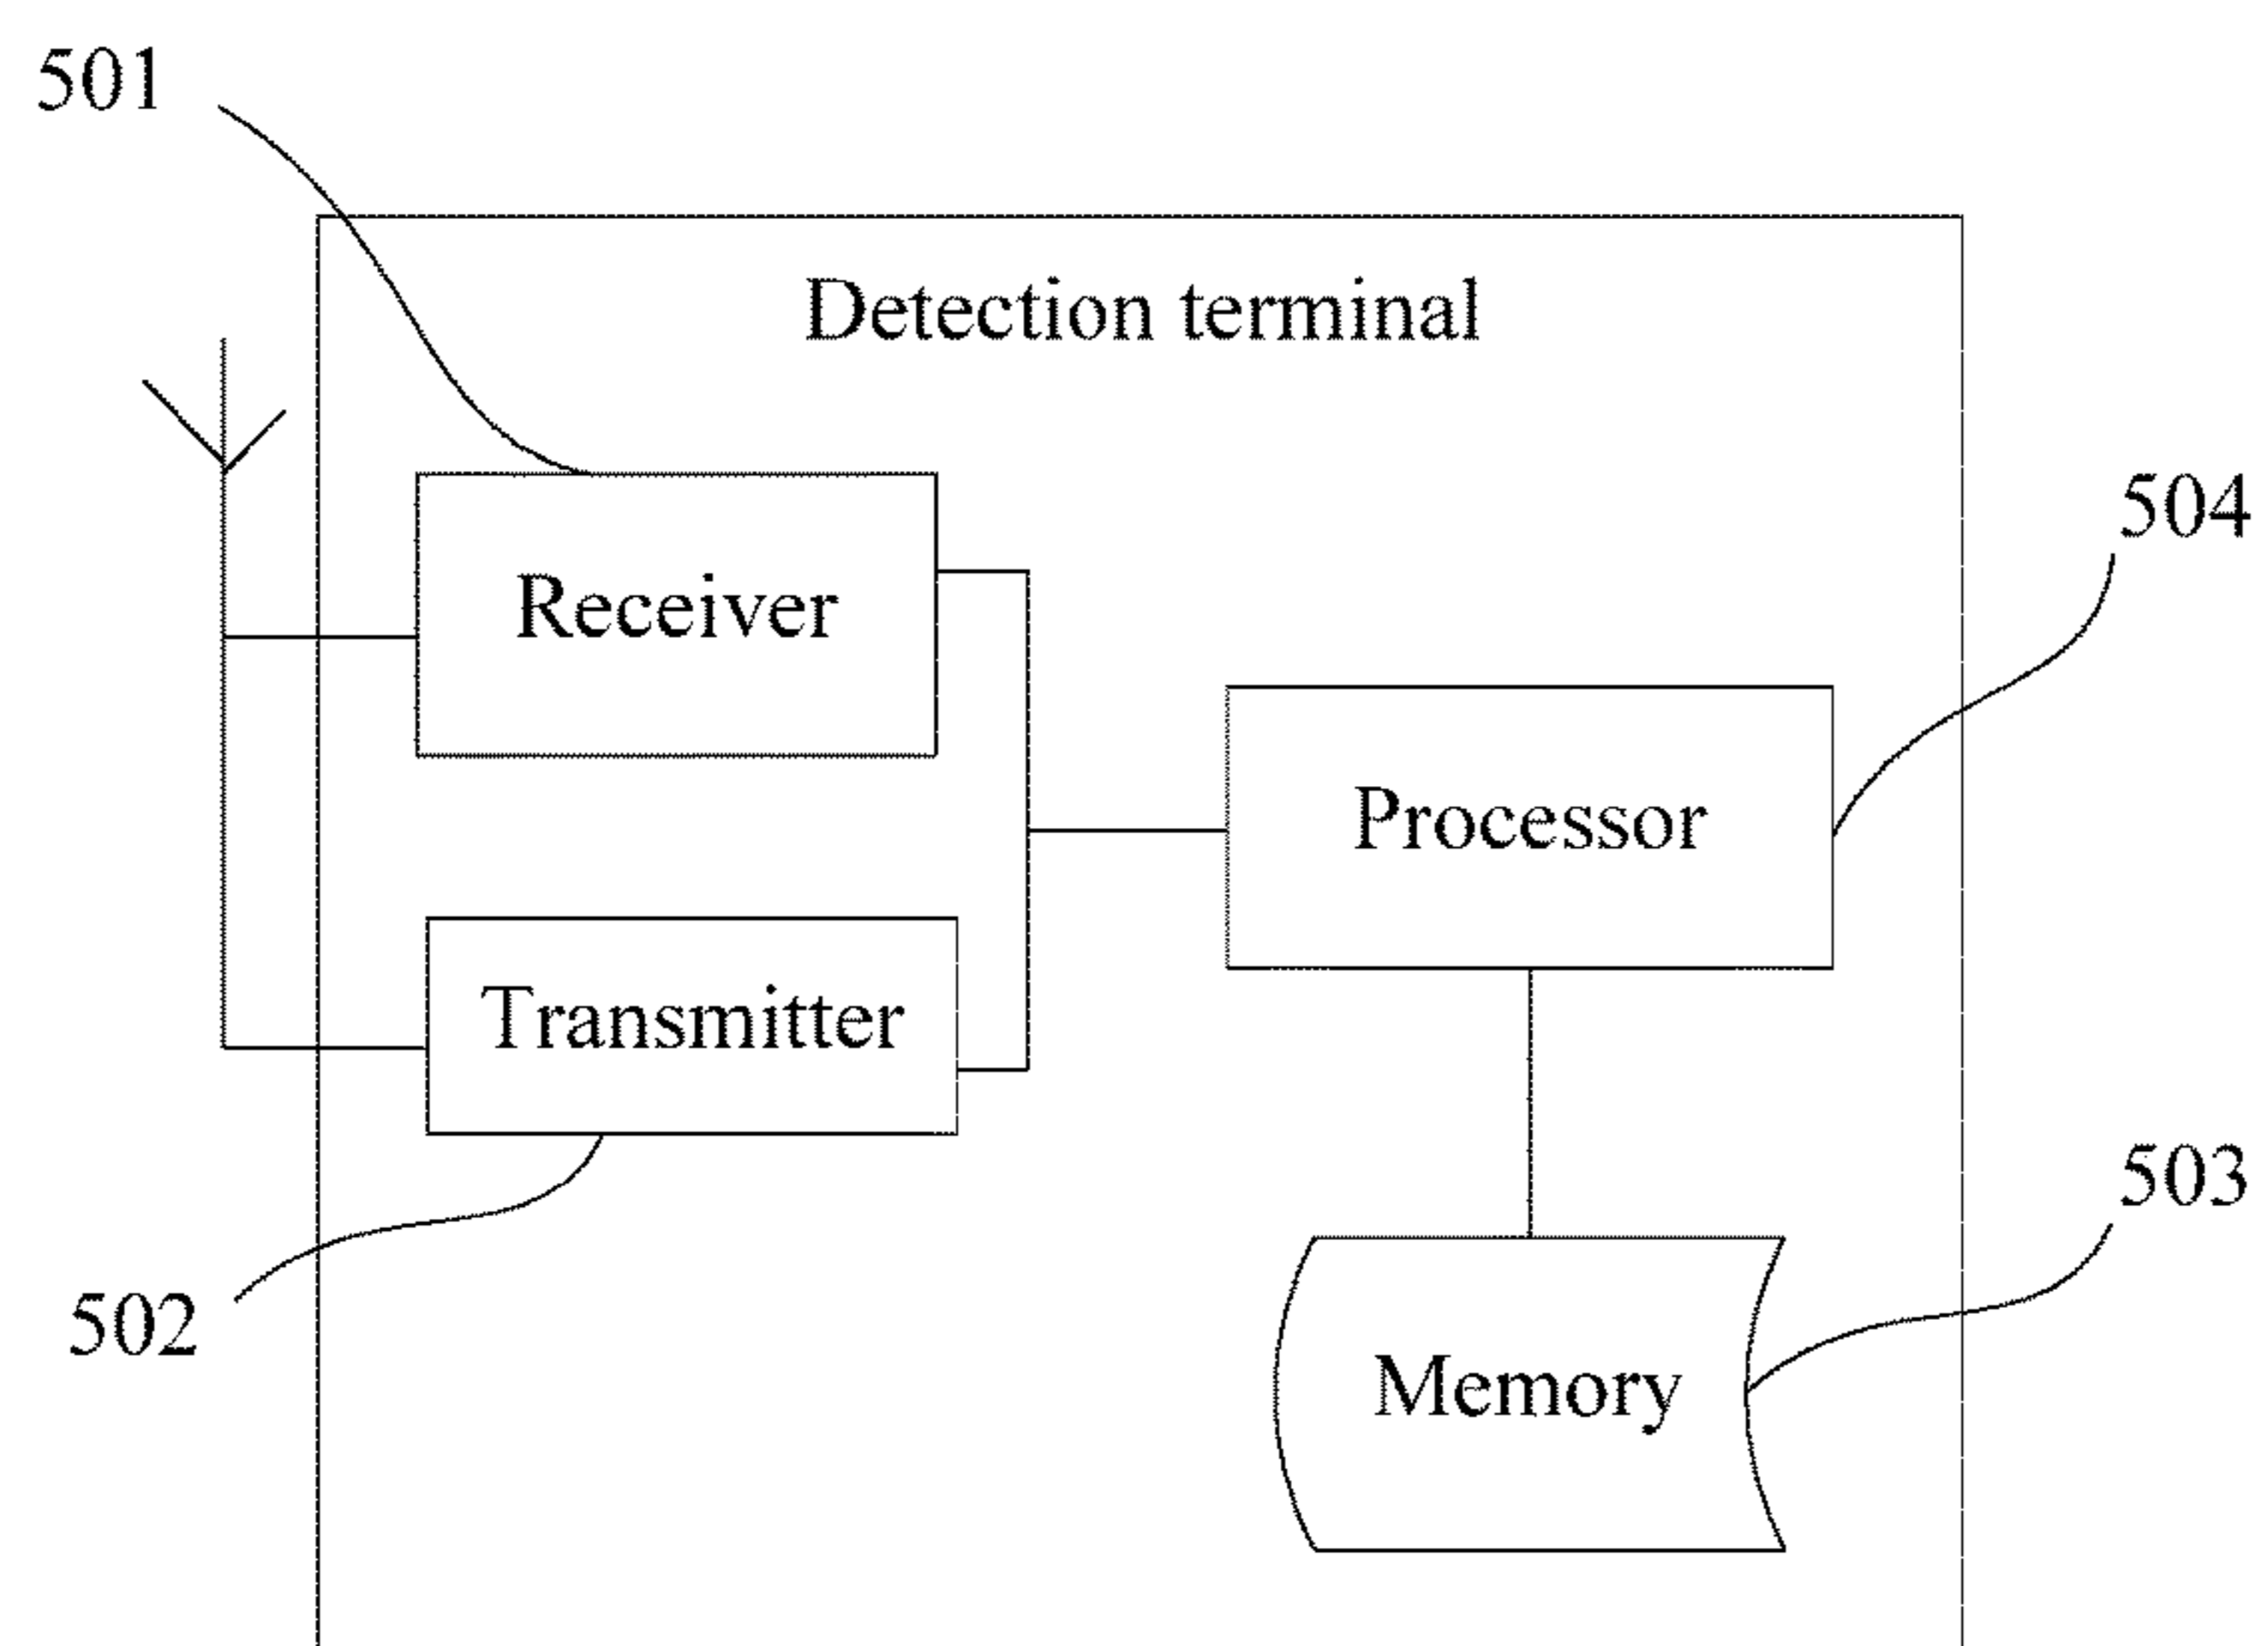 501
Detection terminal
504
Receiver
Processor
Transmitter
503
502
Memory